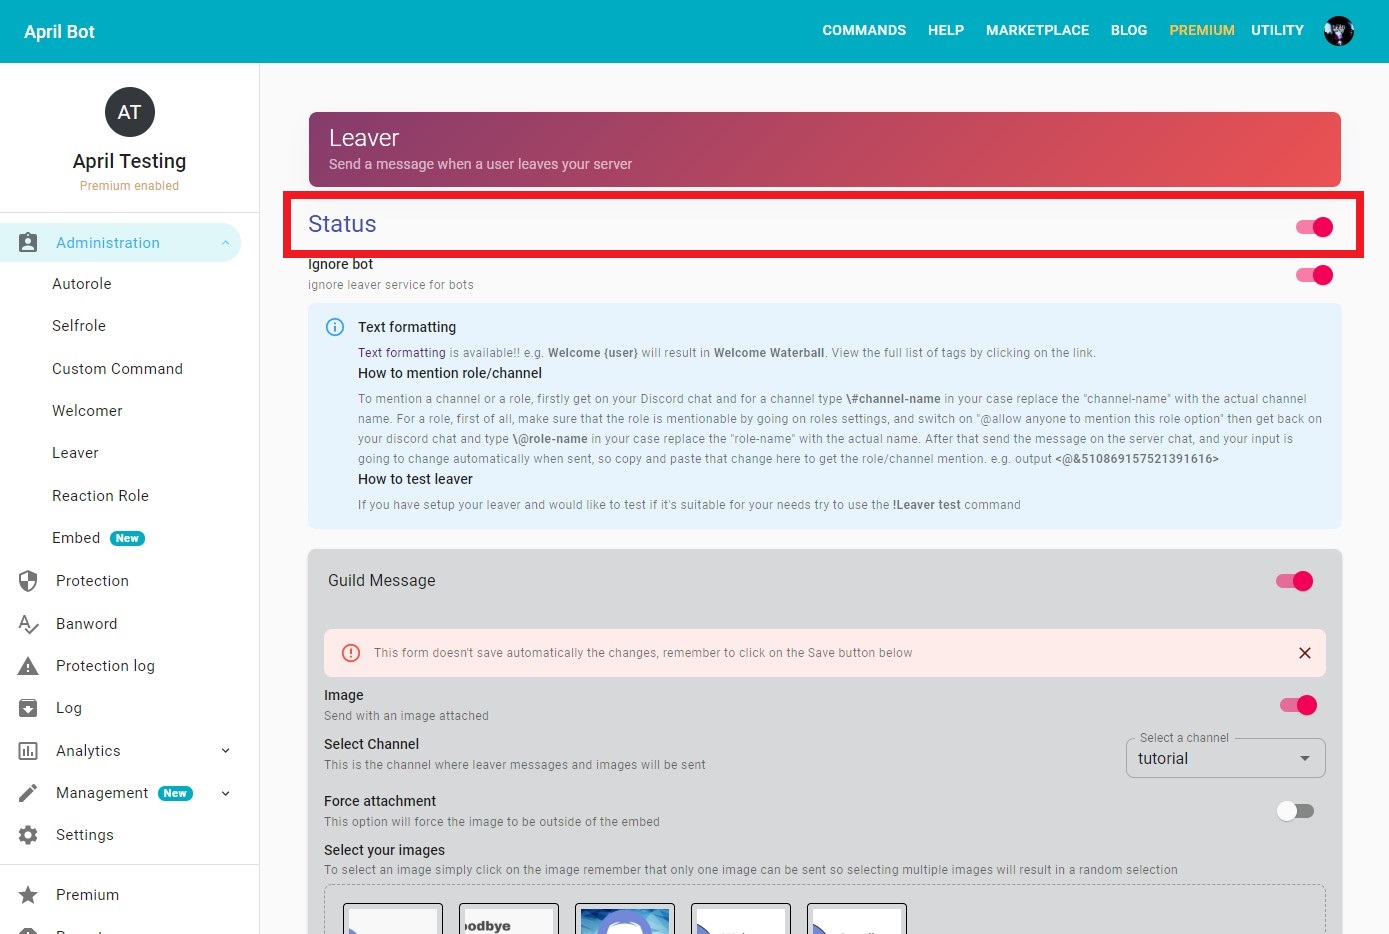 April Bot
COMMANDS HELP MARKETPLACE BLOG PREMIUM UTILITY
AT
April Testing
Premium enabled
Administration
Autorole
Selfrole
Custom Command
Welcomer
Leaver
Reaction Role
Embed New
Protection
Banword
Protection log
Log
Analytics
Management New
Settings
Premium
Leaver
Send a message when a user leaves your server
Status
Ignore bot
ignore leaver service for bots
Text formatting
Text formatting is available!! e.g. Welcome {user} will result in Welcome Waterball. View the full list of tags by clicking on the link.
How to mention role/channel
To mention a channel or a role, firstly get on your Discord chat and for a channel type \#channel-name in your case replace the "channel-name" with the actual channel
name. For a role, first of all, make sure that the role is mentionable by going on roles settings, and switch on "@allow anyone to mention this role option" then get back on
your discord chat and type \@role-name in your case replace the "role-name" with the actual name. After that send the message on the server chat, and your input is
going to change automatically when sent, so copy and paste that change here to get the role/channel mention. e.g. output <@&510869157521391616>
How to test leaver
If you have setup your leaver and would like to test if it's suitable for your needs try to use the !Leaver test command
Guild Message
This form doesn't save automatically the changes, remember to click on the Save button below
Image
Send with an image attached
Select Channel
This is the channel where leaver messages and images will be sent
Select a channel
tutorial
Force attachment
This option will force the image to be outside of the embed
Select your images
To select an image simply click on the image remember that only one image can be sent so selecting multiple images will result in a random selection
oodbye